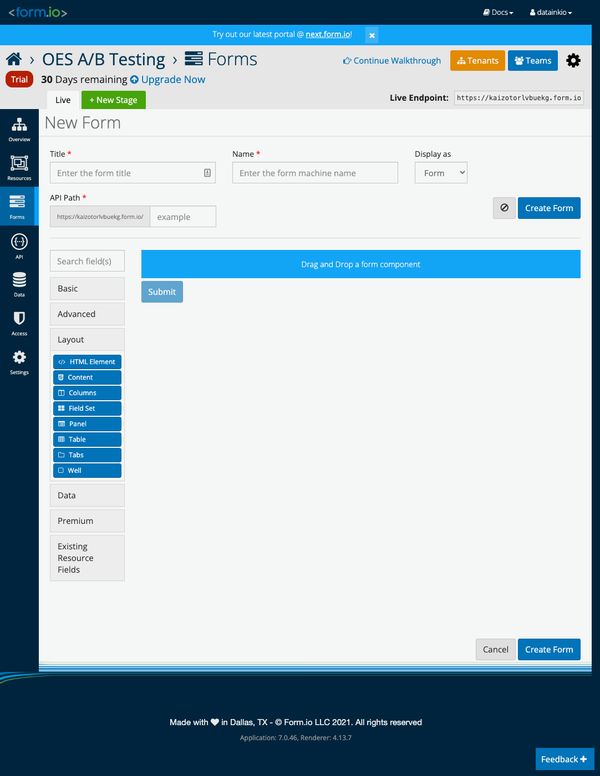 <form.io>
Docs
datainkio
Try out our latest portal @ next.form.io!
×
› OES A/B Testing › Forms
Continue Walkthrough
Tenants
Teams
Trial
30 Days remaining Upgrade Now
Live
+ New Stage
Live Endpoint:
https://kaizotorlvbuekg.form.io
Overview
Resources
Forms
API
Data
Access
Settings
New Form
Title *
Name *
Display as
Enter the form title
Enter the form machine name
Form
API Path *
https://kaizotorlvbuekg.form.io/
example
Create Form
Search field(s)
Drag and Drop a form component
Submit
Basic
Advanced
Layout
HTML Element
Content
Columns
Field Set
Panel
Table
Tabs
Well
Data
Premium
Existing
Resource
Fields
Cancel
Create Form
Made with ♥ in Dallas, TX - © Form.io LLC 2021. All rights reserved
Application: 7.0.46, Renderer: 4.13.7
Feedback +